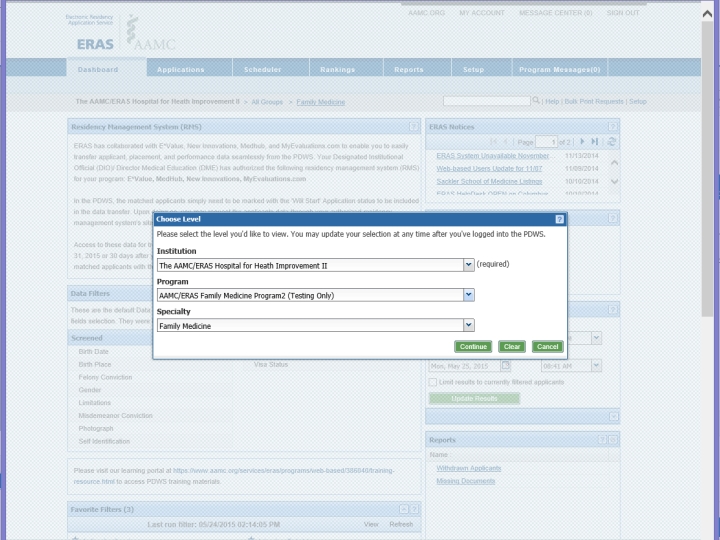 Electronic Residency
Application Service
ERAS AAMC
AAMC.ORG MY ACCOUNT MESSAGE CENTER (0) SIGN OUT
Dashboard Applications Scheduler Rankings Reports Setup Program Messages(0)
The AAMC/ERAS Hospital for Heath Improvement II > All Groups > Family Medicine
| Help | Bulk Print Requests | Setup
Residency Management System (RMS)
ERAS has collaborated with E*Value, New Innovations, Medhub, and MyEvaluations.com to enable you to easily
transfer applicant, placement, and performance data seamlessly from the PDWS. Your Designated Institutional
Official (DIO)/ Director Medical Education (DME) has authorized the following residency management system (RMS)
for your program: E*Value, MedHub, New Innovations, MyEvaluations.com
In the PDWS, the matched applicants simply need to be marked with the 'Will Start' Application status to be included
in the data transfer. Upon
management system's
Access to these data for
31, 2015 or 30 days after
matched applicants with
ERAS Notices
Page 1 of 2
ERAS System Unavailable November 11/13/2014
Web-based Users Update for 11/07 11/09/2014
Sackler School of Medicine Listings 10/10/2014
ERAS HelpDesk OPEN on Columbus 10/10/2014
Choose Level
Please select the level you'd like to view. You may update your selection at any time after you've logged into the PDWS.
Institution
The AAMC/ERAS Hospital for Heath Improvement II (required)
Program
AAMC/ERAS Family Medicine Program2 (Testing Only)
Specialty
Family Medicine
Continue Clear Cancel
Data Filters
These are the default Data
fields selection. They were
Screened
Birth Date
Birth Place
Felony Conviction
Gender
Limitations
Misdemeanor Conviction
Photograph
Self Identification
Visa Status
Mon, May 25, 2015 06:41 AM
Limit results to currently filtered applicants
Update Results
Reports
Name
Withdrawn Applicants
Missing Documents
Please visit our learning portal at https://www.aamc.org/services/eras/programs/web-based/386840/training-
resource.html to access PDWS training materials
Favorite Filters (3)
Last run filter: 05/24/2015 02:14:05 PM View Refresh